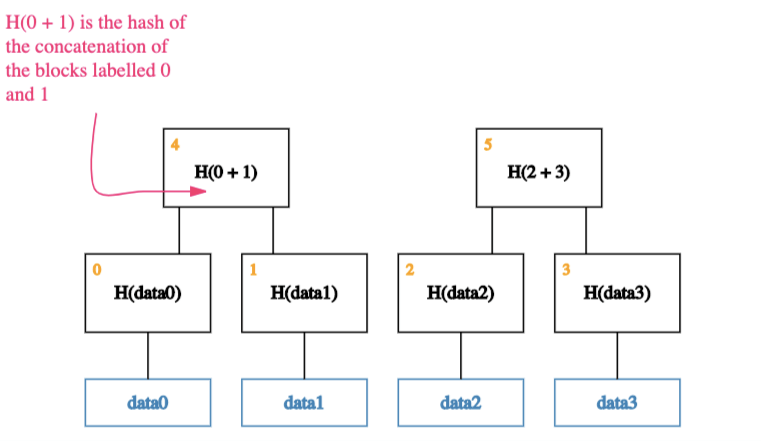 H(0 + 1) is the hash of
the concatenation of
the blocks labelled 0
and 1
4
H(0 + 1)
5
H(2 + 3)
0
H(data0)
1
H(data1)
2
H(data2)
3
H(data3)
data0
data1
data2
data3